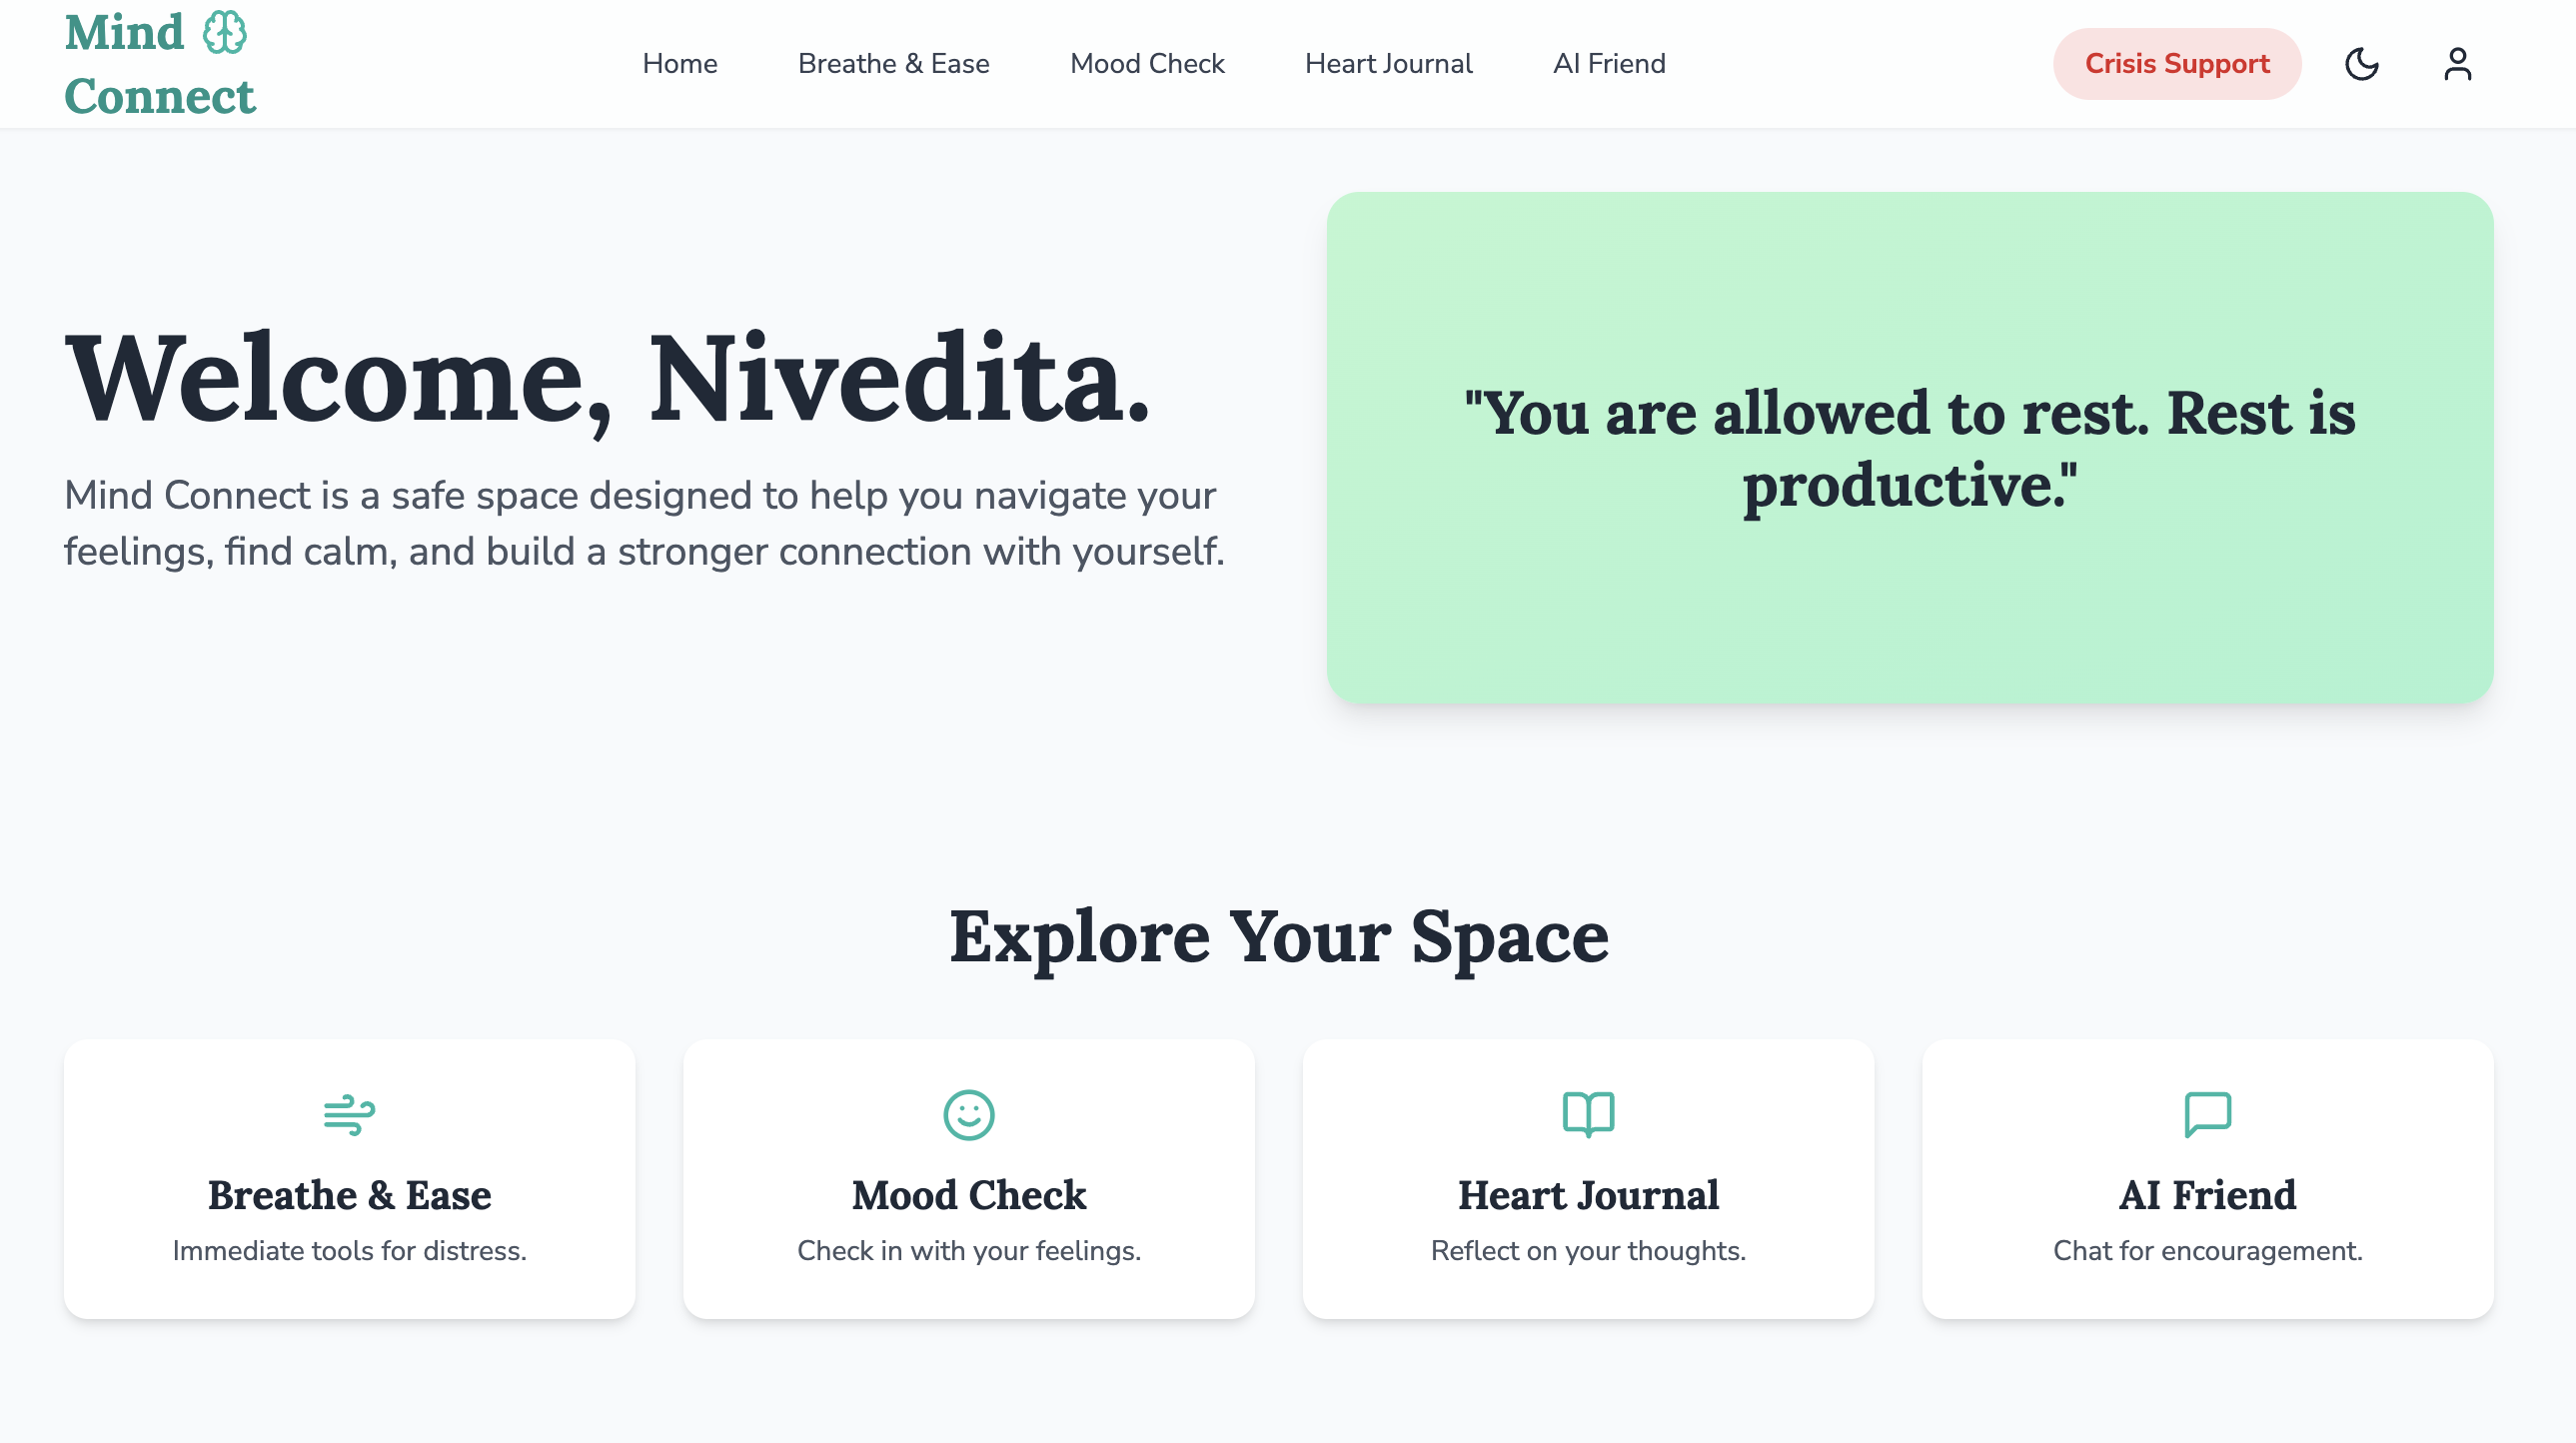 Mind
Connect
Home
Breathe & Ease
Mood Check
Heart Journal
AI Friend
Crisis Support
Welcome, Nivedita.
Mind Connect is a safe space designed to help you navigate your
feelings, find calm, and build a stronger connection with yourself.
"You are allowed to rest. Rest is
productive."
Explore Your Space
Breathe & Ease
Immediate tools for distress.
Mood Check
Check in with your feelings.
Heart Journal
Reflect on your thoughts.
AI Friend
Chat for encouragement.